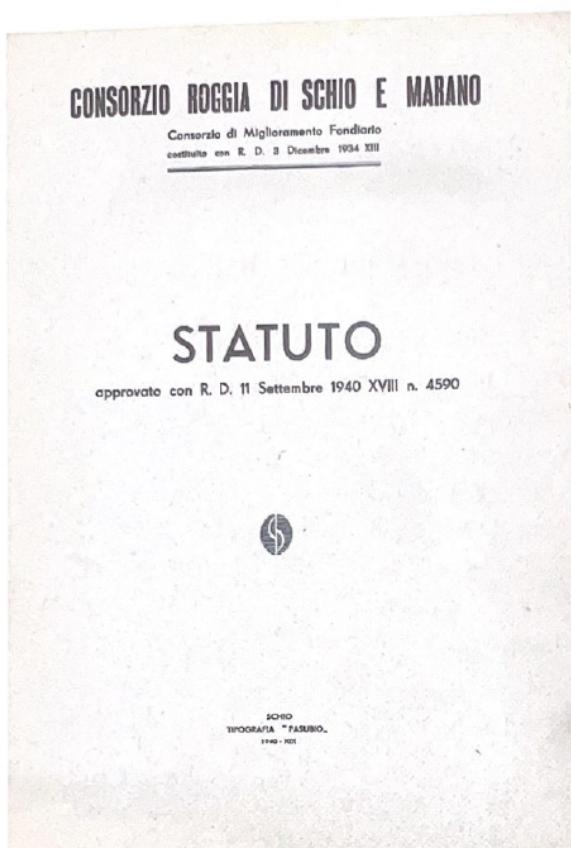 CONSORZIO ROGGIA DI SCHIO E MARANO
Consorzio di Miglioramento Fondiario
costituito con R. D. 3 Dicembre 1934 XIII
STATUTO
approvato con R. D. 11 Settembre 1940 XVIII n. 4590
SCHIO
TIPOGRAFIA "PASUBIO„
1940 - XIX